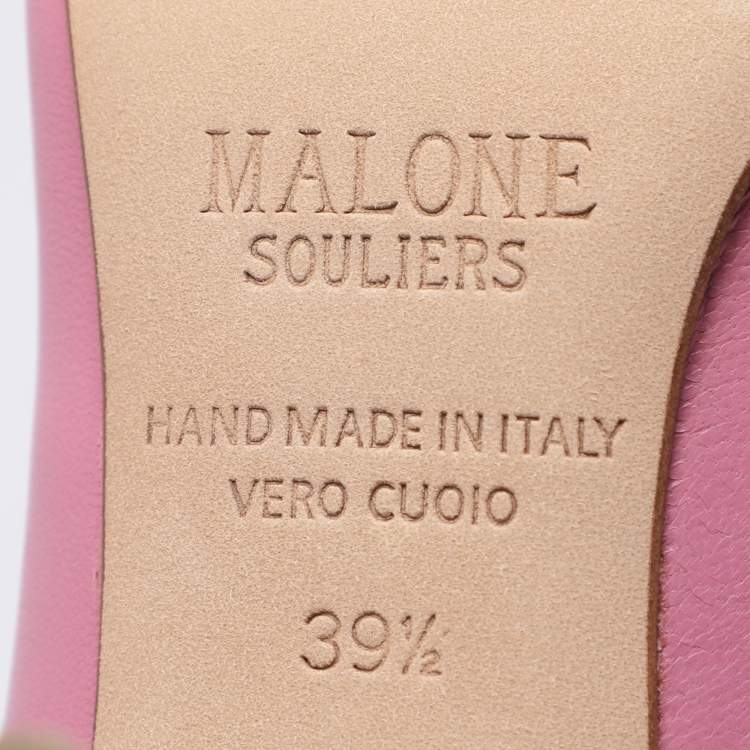 MALONE
SOULIERS
HAND MADE IN ITALY
VERO CUOIO
39½